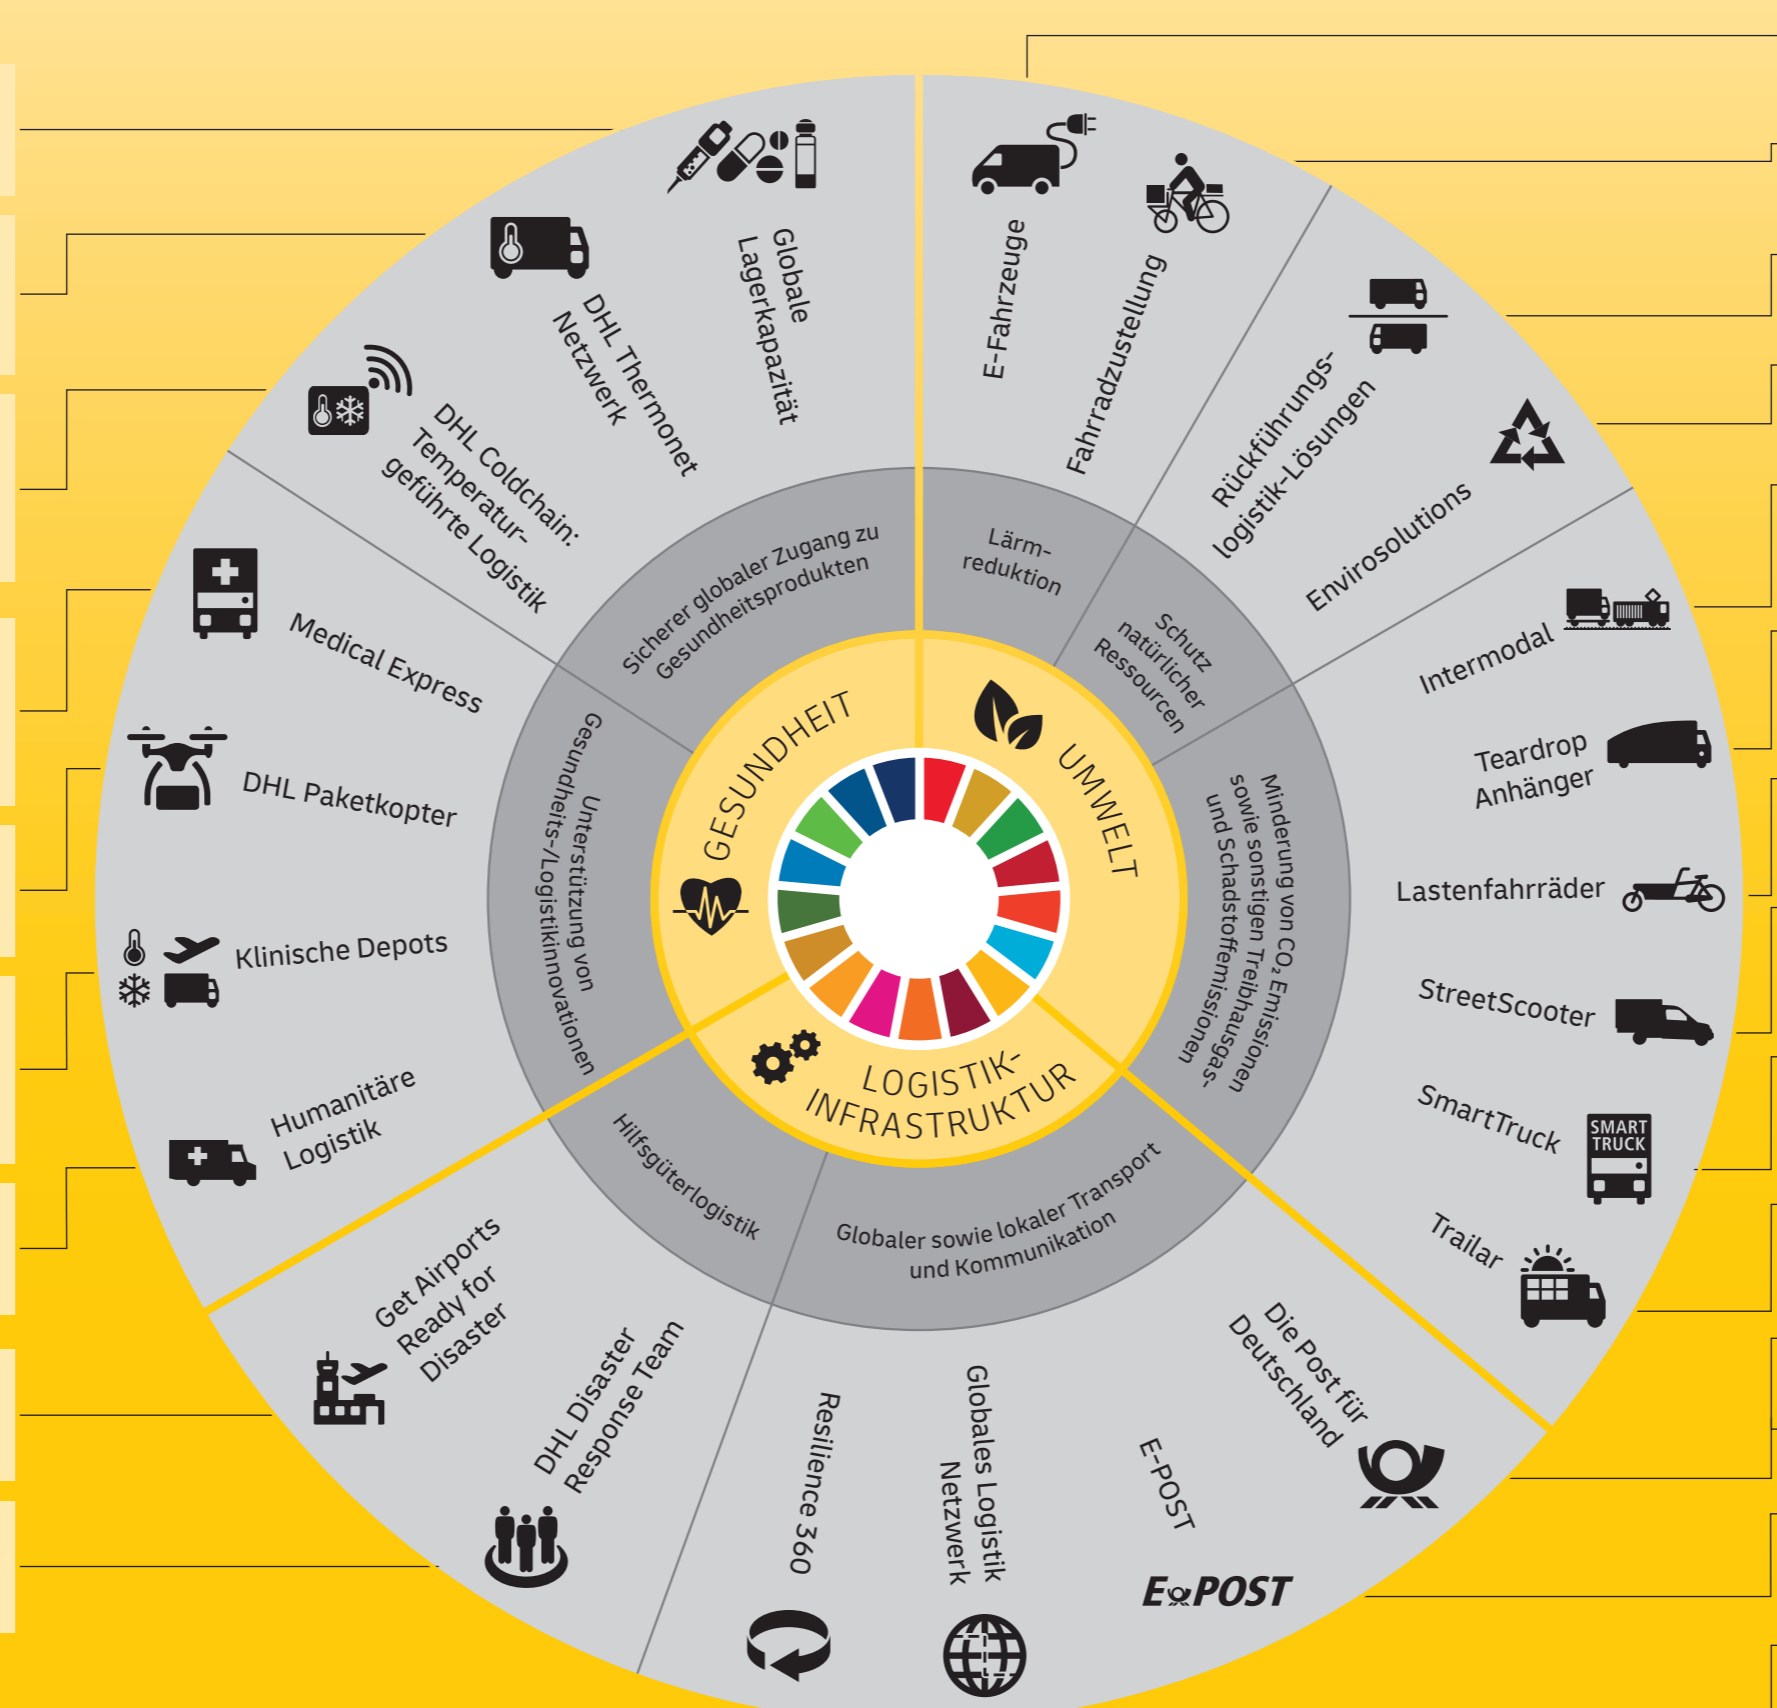 GESUNDHEIT
UMWELT
LOGISTIK-
INFRASTRUKTUR
Sicherer globaler Zugang zu
Gesundheitsprodukten
Lärm-
reduktion
Schutz
natürlicher
Ressourcen
Minderung von CO₂ Emissionen
sowie sonstigen Treibhausgas-
und Schadstoffemissionen
Globaler sowie lokaler Transport
und Kommunikation
Hilfsgüterlogistik
Unterstützung von
Gesundheits-/Logistikinnovationen
E-Fahrzeuge
Fahrradzustellung
Rückführungs-
logistik-Lösungen
Envirosolutions
Intermodal
Teardrop
Anhänger
Lastenfahrräder
StreetScooter
SmartTruck
SMART
TRUCK
Trailar
Die Post für
Deutschland
E-POST
E POST
Globales Logistik
Netzwerk
Resilience 360
DHL Disaster
Response Team
Get Airports
Ready for
Disaster
Humanitäre
Logistik
Klinische Depots
DHL Paketkopter
Medical Express
DHL Coldchain:
Temperatur-
geführte Logistik
DHL Thermonet
Netzwerk
Globale
Lagerkapazität